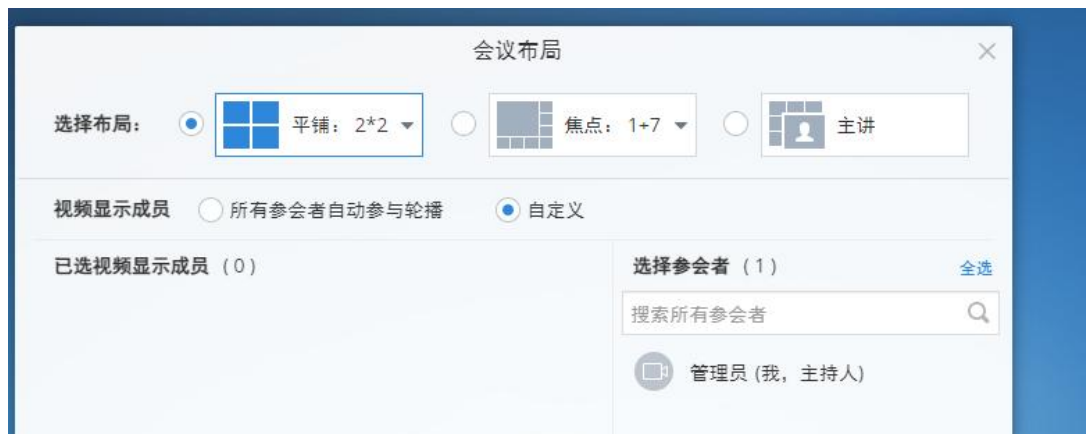 会议布局
选择布局： 平铺：2*2 焦点：1+7 主讲
视频显示成员 所有参会者自动参与轮播 自定义
已选视频显示成员（0） 选择参会者（1） 全选
搜索所有参会者
管理员 (我，主持人)